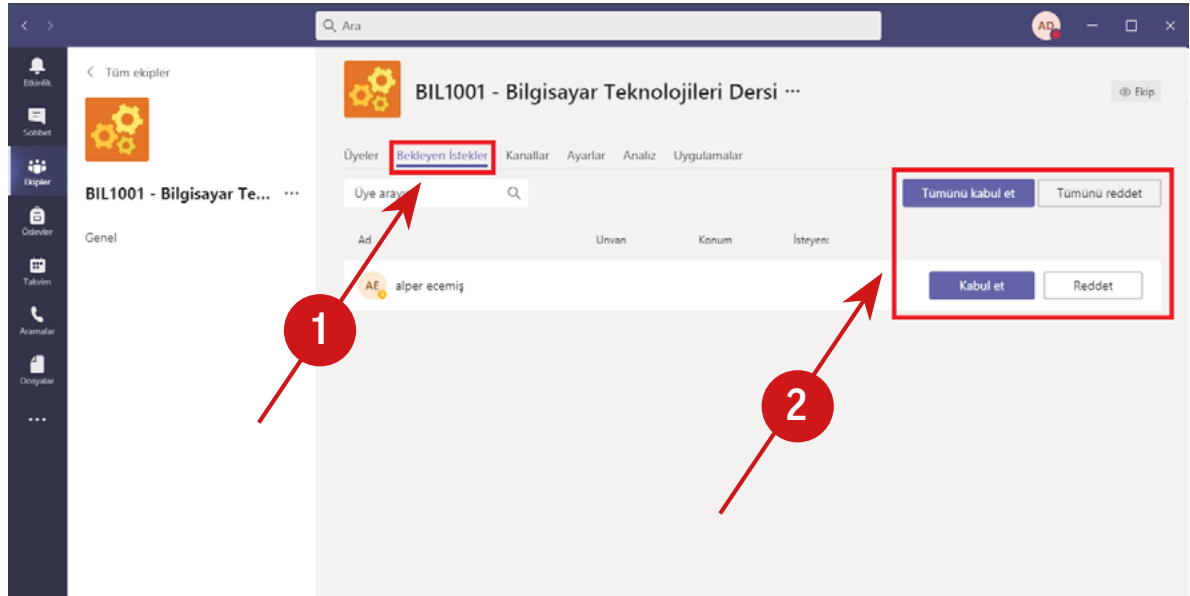 Ara
AD
Etkinlik
Sohbet
Ekipler
Ödevler
Takvim
Aramalar
Dosyalar
Tüm ekipler
BIL1001 - Bilgisayar Te... ···
Genel
BIL1001 - Bilgisayar Teknolojileri Dersi ···
Ekip
Üyeler Bekleyen İstekler Kanallar Ayarlar Analiz Uygulamalar
Üye arayın
Tümünü kabul et Tümünü reddet
Ad Unvan Konum İsteyen:
AE alper ecemiş
Kabul et Reddet
1
2